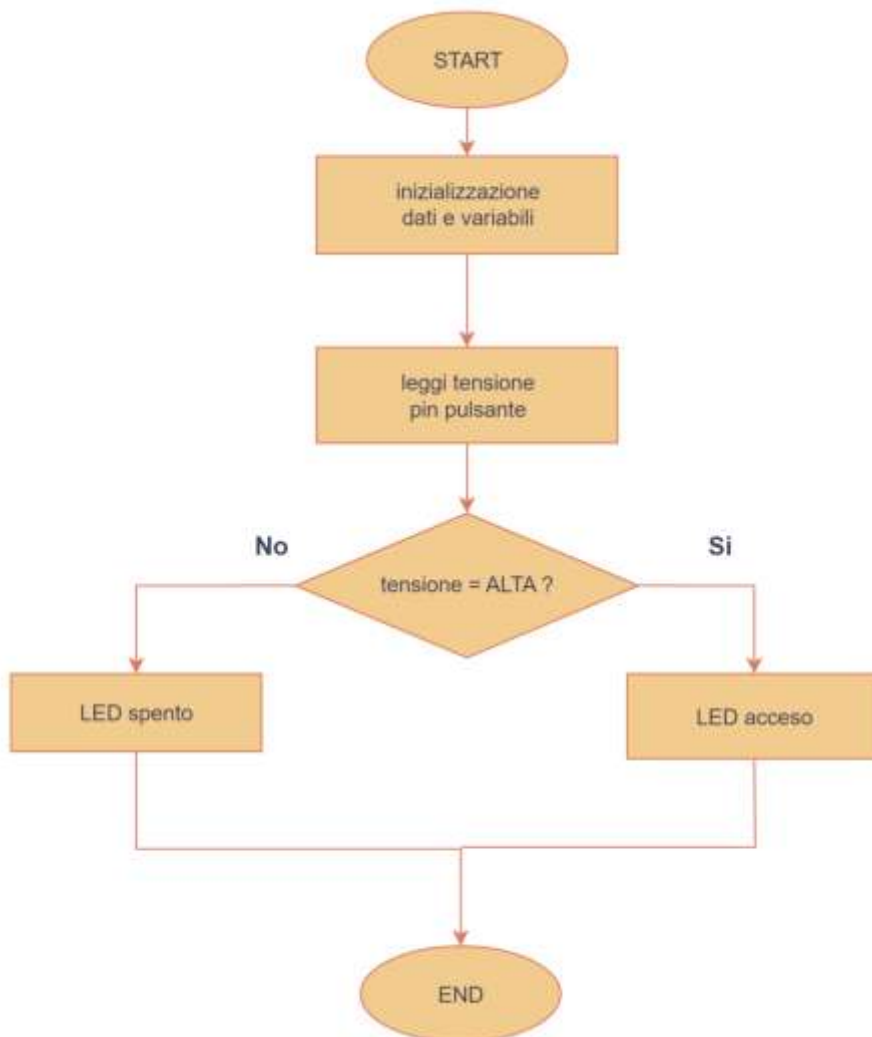 START
inizializzazione
dati e variabili
leggi tensione
pin pulsante
No
Si
tensione = ALTA ?
LED spento
LED acceso
END